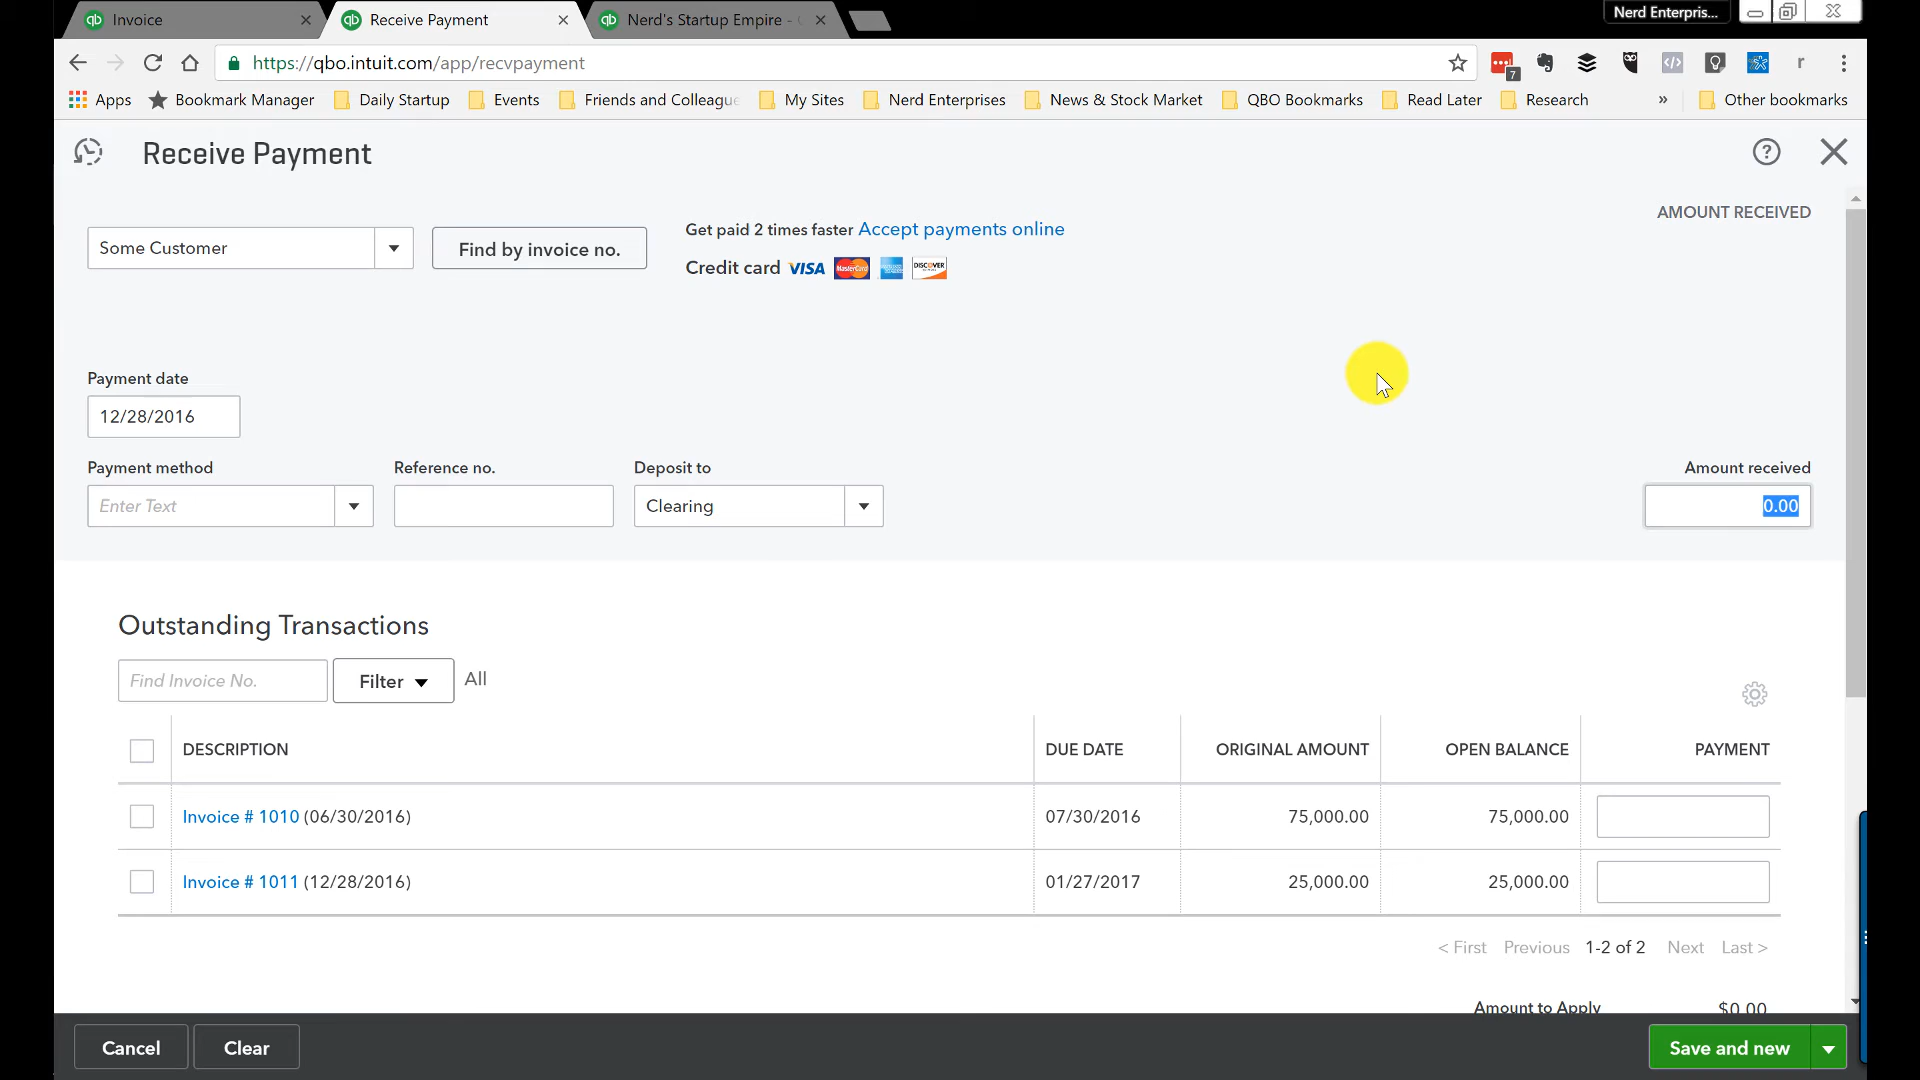 Invoice
Receive Payment
Nerd's Startup Empire -
Nerd Enterpris...
https://qbo.intuit.com/app/recvpayment
7
r
Apps Bookmark Manager Daily Startup Events Friends and Colleagu My Sites Nerd Enterprises News & Stock Market QBO Bookmarks Read Later Research » Other bookmarks
Receive Payment
?
AMOUNT RECEIVED
Some Customer
Find by invoice no.
Get paid 2 times faster Accept payments online
Credit card VISA MasterCard DISCOVER
Payment date
12/28/2016
Payment method Reference no. Deposit to Amount received
Enter Text Clearing 0.00
Outstanding Transactions
Find Invoice No. Filter All
DESCRIPTION DUE DATE ORIGINAL AMOUNT OPEN BALANCE PAYMENT
Invoice # 1010 (06/30/2016) 07/30/2016 75,000.00 75,000.00
Invoice # 1011 (12/28/2016) 01/27/2017 25,000.00 25,000.00
< First Previous 1-2 of 2 Next Last >
Amount to Apply $0.00
Cancel Clear Save and new